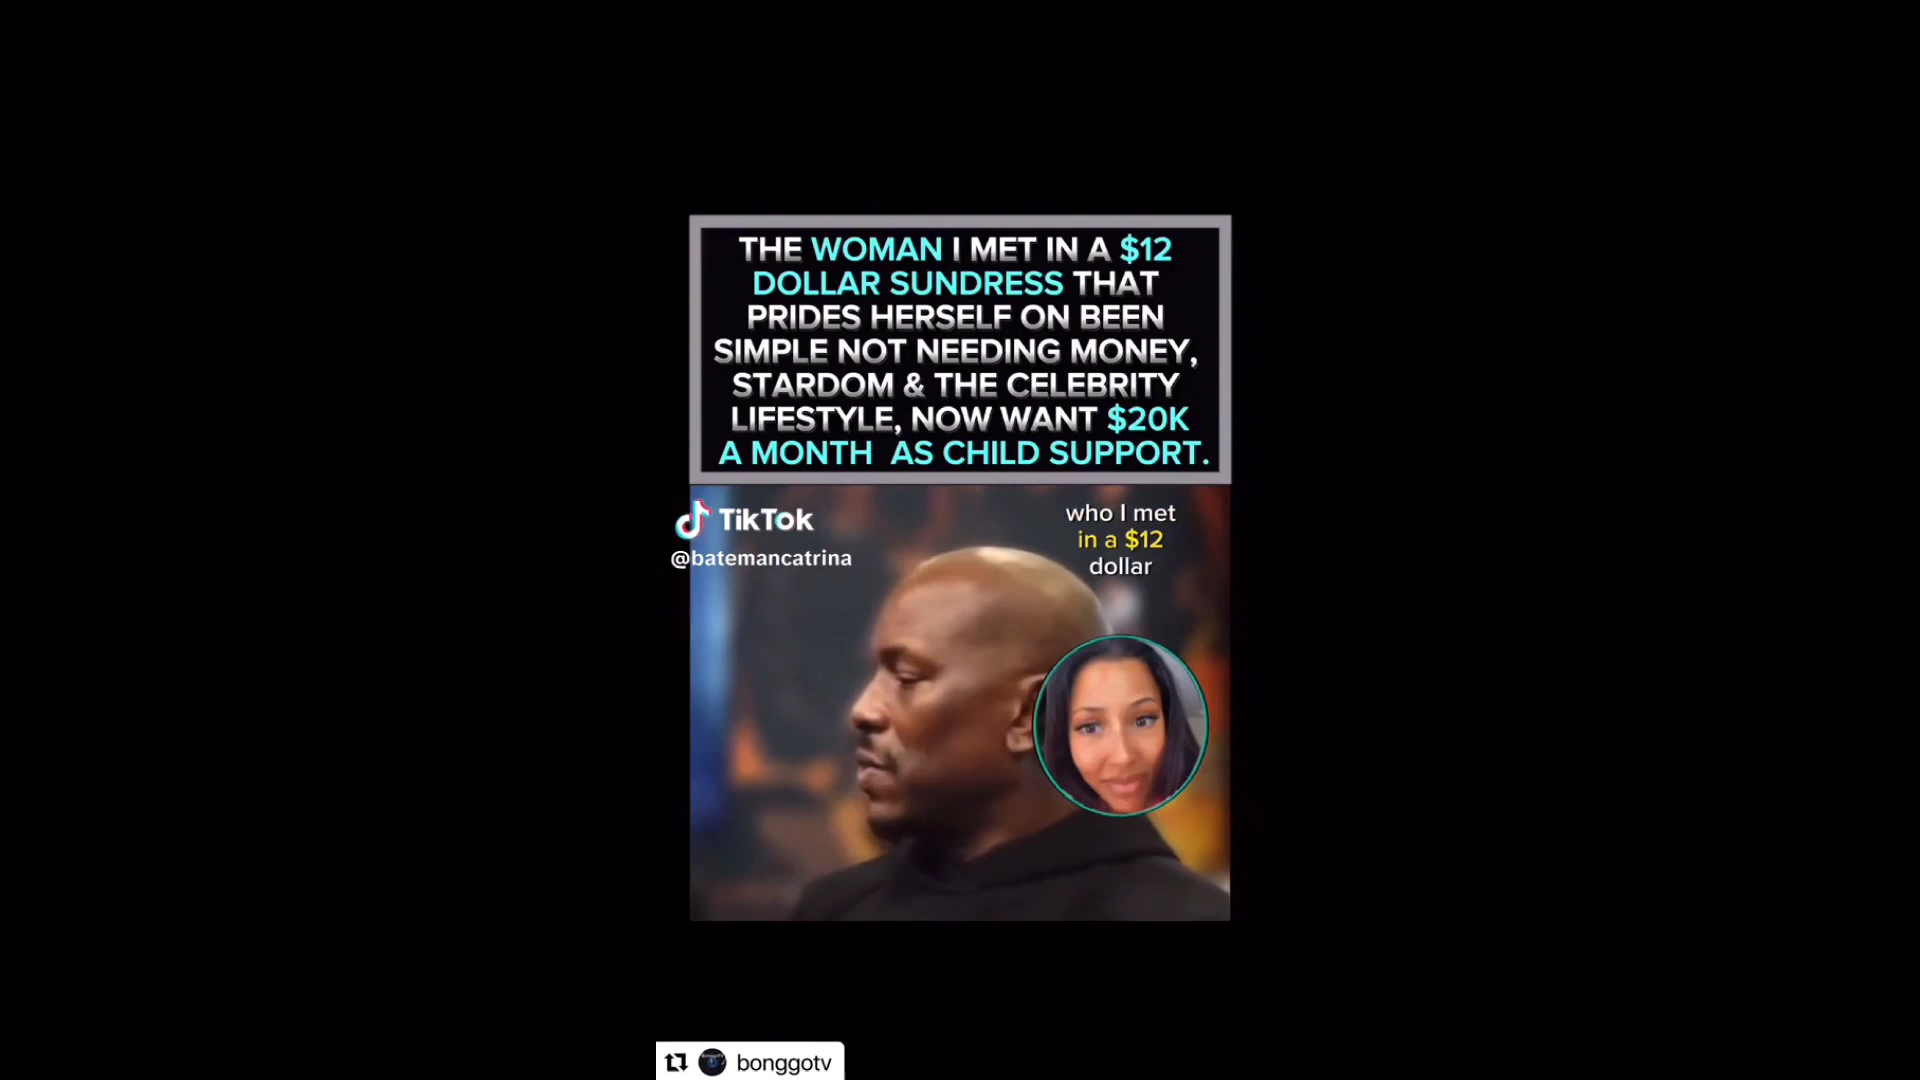 THE WOMAN I MET IN A $12
DOLLAR SUNDRESS THAT
PRIDES HERSELF ON BEEN
SIMPLE NOT NEEDING MONEY,
STARDOM & THE CELEBRITY
LIFESTYLE, NOW WANT $20K
A MONTH AS CHILD SUPPORT.
TikTok
@batemancatrina
who I met
in a $12
dollar
bonggotv